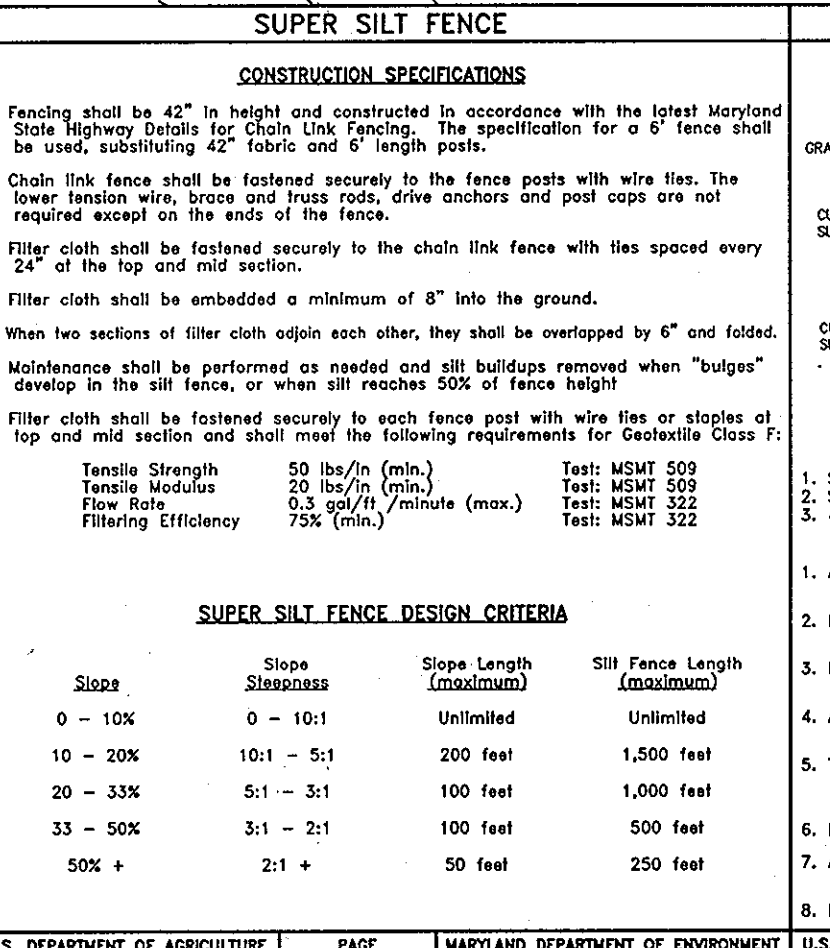 SUPER SILT FENCE
CONSTRUCTION SPECIFICATIONS
Fencing shall be 42" in height and constructed in accordance with the latest Maryland
State Highway Details for Chain Link Fencing. The specification for a 6' fence shall
be used, substituting 42" fabric and 6' length posts.
Chain link fence shall be fastened securely to the fence posts with wire ties. The
lower tension wire, brace and truss rods, drive anchors and post caps are not
required except on the ends of the fence.
Filter cloth shall be fastened securely to the chain link fence with ties spaced every
24" at the top and mid section.
Filter cloth shall be embedded a minimum of 8" into the ground.
When two sections of filter cloth adjoin each other, they shall be overlapped by 6" and folded.
Maintenance shall be performed as needed and silt buildups removed when "bulges"
develop in the silt fence, or when silt reaches 50% of fence height
Filter cloth shall be fastened securely to each fence post with wire ties or staples at
top and mid section and shall meet the following requirements for Geotextile Class F:
Tensile Strength 50 lbs/in (min.) Test: MSMT 509
Tensile Modulus 20 lbs/in (min.) Test: MSMT 509
Flow Rate 0.3 gal/ft /minute (max.) Test: MSMT 322
Filtering Efficiency 75% (min.) Test: MSMT 322
SUPER SILT FENCE DESIGN CRITERIA
Slope Slope Steepness Slope Length (maximum) Silt Fence Length (maximum)
0 - 10% 0 - 10:1 Unlimited Unlimited
10 - 20% 10:1 - 5:1 200 feet 1,500 feet
20 - 33% 5:1 - 3:1 100 feet 1,000 feet
33 - 50% 3:1 - 2:1 100 feet 500 feet
50% + 2:1 + 50 feet 250 feet
S. DEPARTMENT OF AGRICULTURE PAGE MARYLAND DEPARTMENT OF ENVIRONMENT U.S
GRA
1.
2.
3.
1.
2.
3.
4.
5.
6.
7.
8.